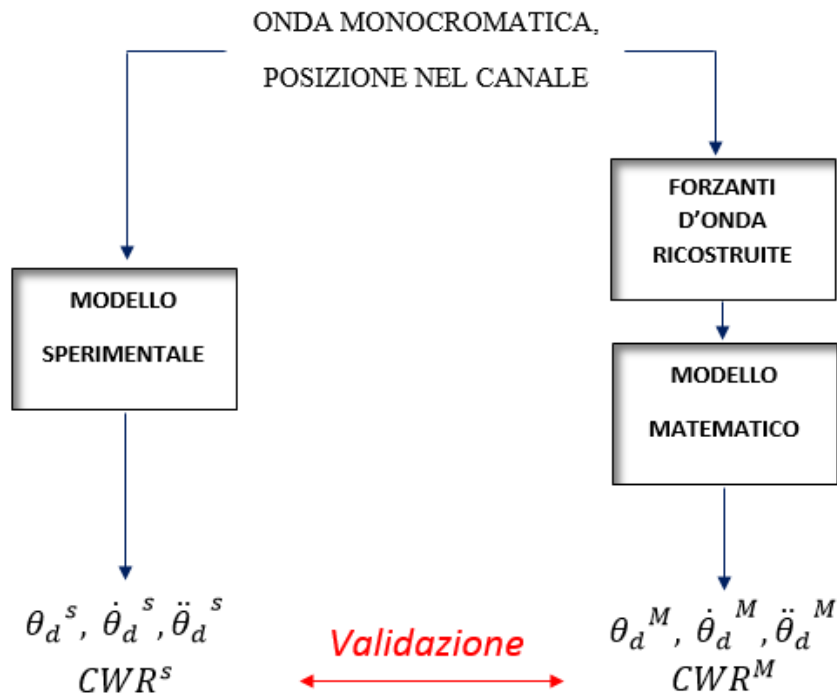 ONDA MONOCROMATICA,
POSIZIONE NEL CANALE
FORZANTI
D'ONDA
RICOSTRUITE
MODELLO
SPERIMENTALE
MODELLO
MATEMATICO
θ_d^s, θ̇_d^s, θ̈_d^s
CWR^s
Validazione
θ_d^M, θ̇_d^M, θ̈_d^M
CWR^M